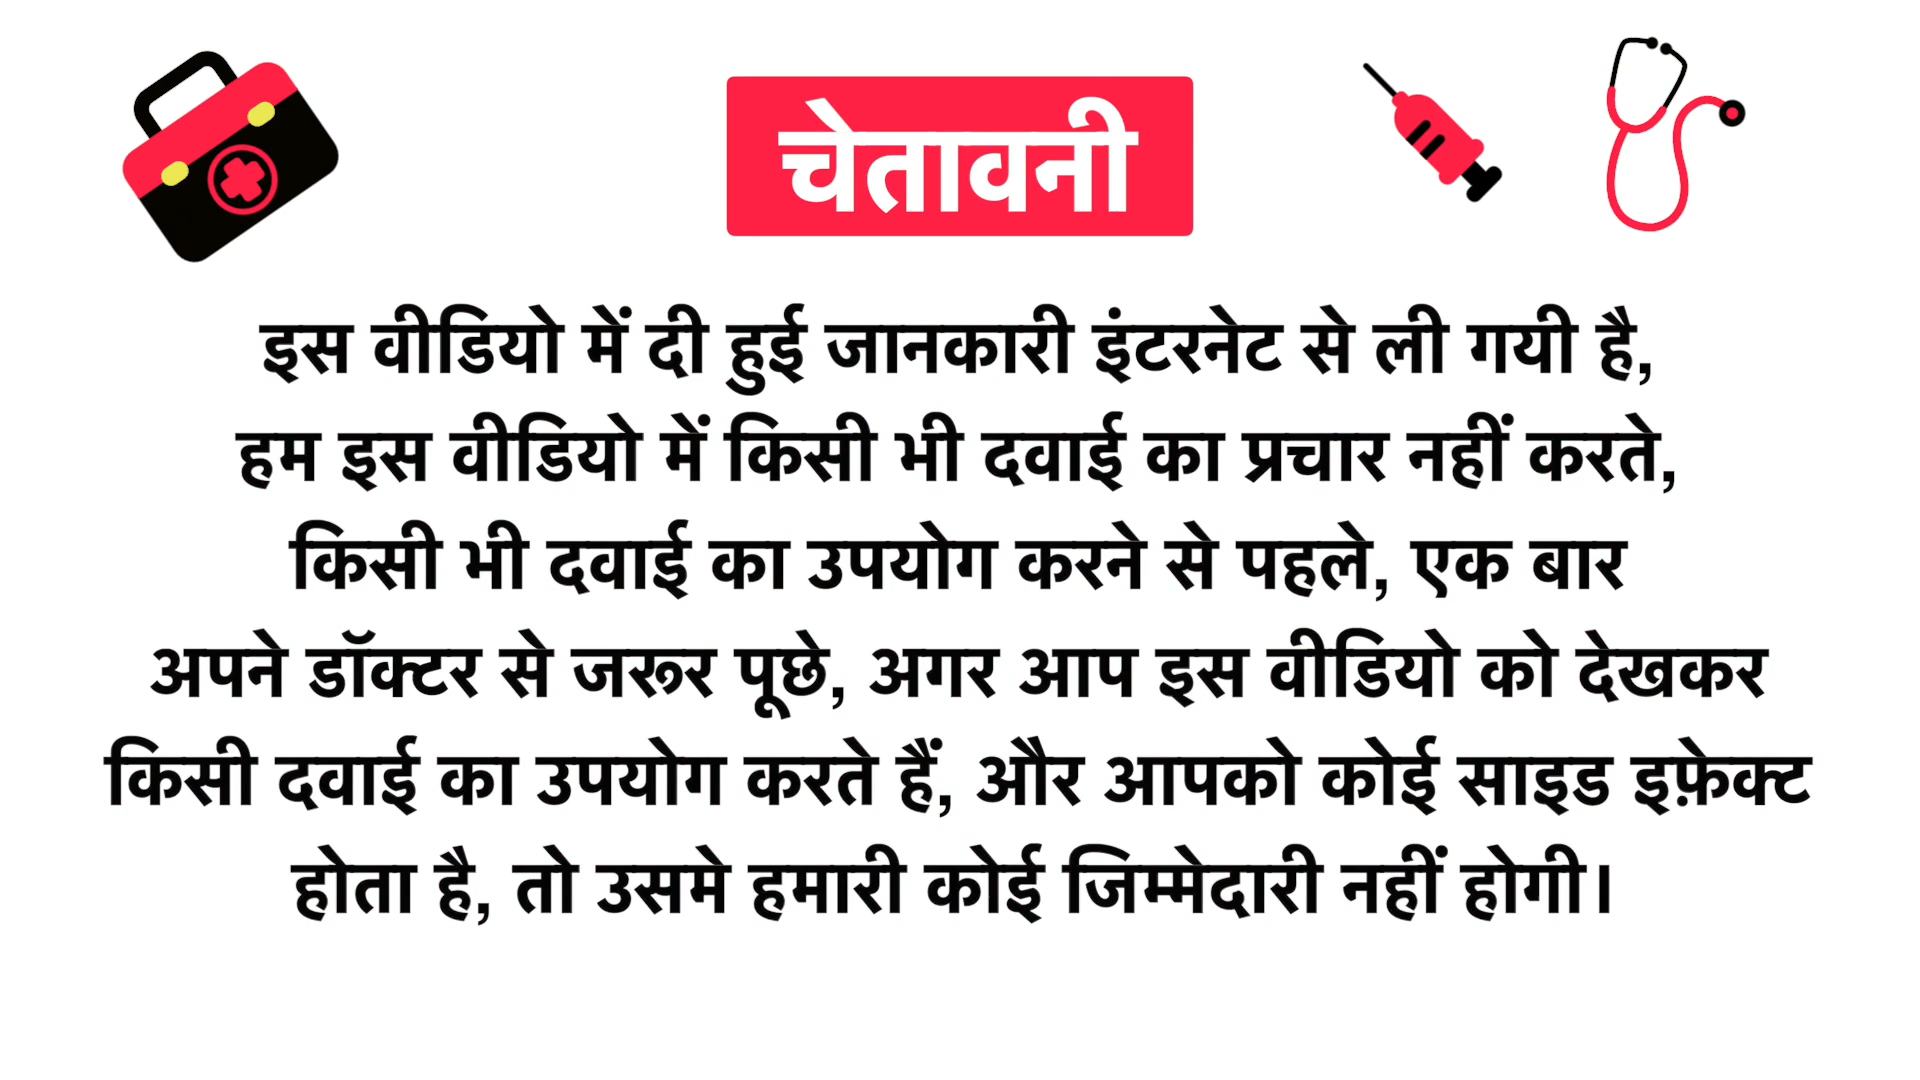 चेतावनी
इस वीडियो में दी हुई जानकारी इंटरनेट से ली गयी है,
हम इस वीडियो में किसी भी दवाई का प्रचार नहीं करते,
किसी भी दवाई का उपयोग करने से पहले, एक बार
अपने डॉक्टर से जरूर पूछे, अगर आप इस वीडियो को देखकर
किसी दवाई का उपयोग करते हैं, और आपको कोई साइड इफ़ेक्ट
होता है, तो उसमे हमारी कोई जिम्मेदारी नहीं होगी।